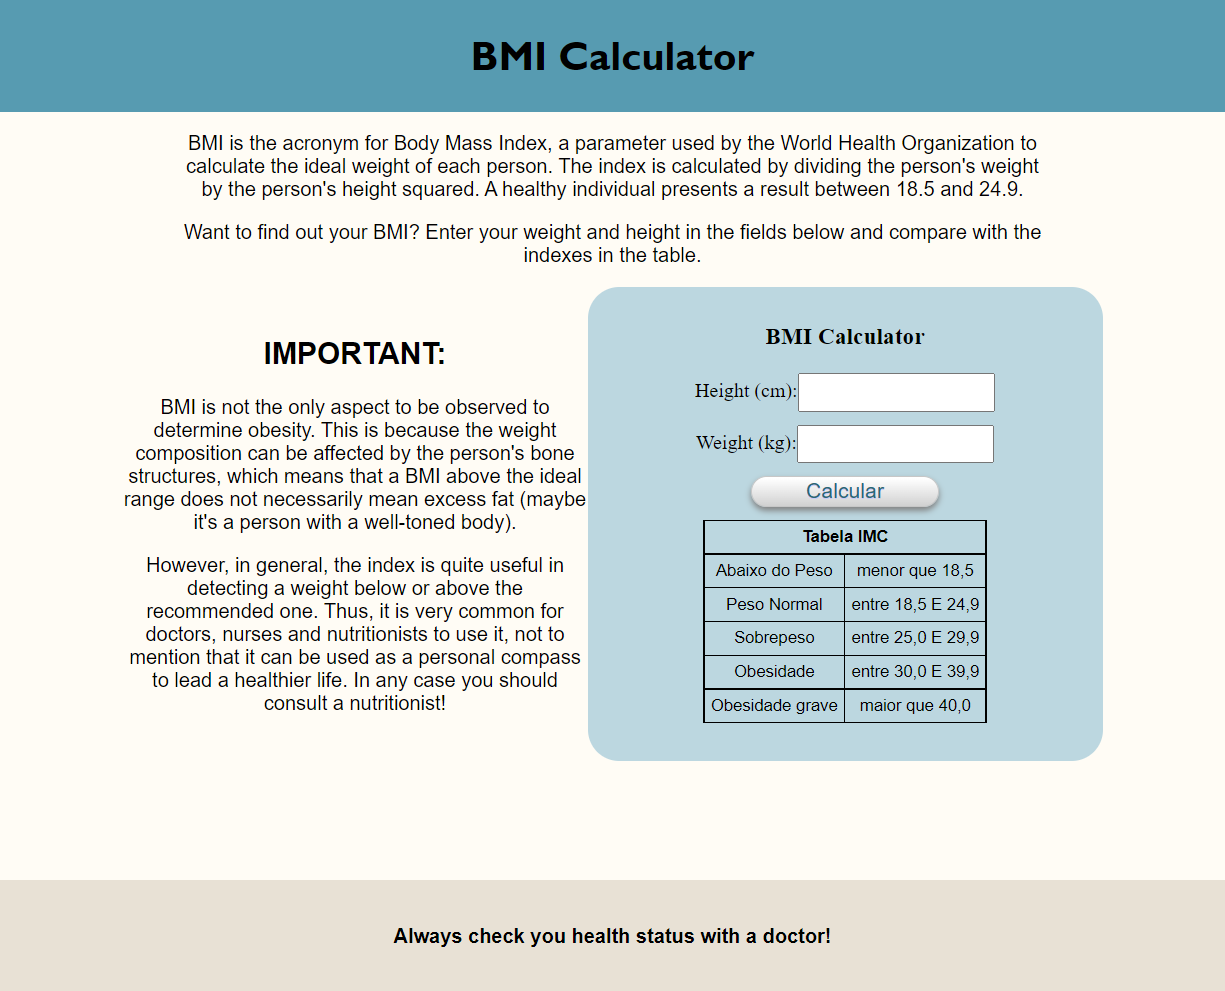 BMI Calculator
BMI is the acronym for Body Mass Index, a parameter used by the World Health Organization to
calculate the ideal weight of each person. The index is calculated by dividing the person's weight
by the person's height squared. A healthy individual presents a result between 18.5 and 24.9.
Want to find out your BMI? Enter your weight and height in the fields below and compare with the
indexes in the table.
IMPORTANT:
BMI is not the only aspect to be observed to
determine obesity. This is because the weight
composition can be affected by the person's bone
structures, which means that a BMI above the ideal
range does not necessarily mean excess fat (maybe
it's a person with a well-toned body).
However, in general, the index is quite useful in
detecting a weight below or above the
recommended one. Thus, it is very common for
doctors, nurses and nutritionists to use it, not to
mention that it can be used as a personal compass
to lead a healthier life. In any case you should
consult a nutritionist!
BMI Calculator
Height (cm):
Weight (kg):
Calcular
Tabela IMC
Abaixo do Peso menor que 18,5
Peso Normal entre 18,5 E 24,9
Sobrepeso entre 25,0 E 29,9
Obesidade entre 30,0 E 39,9
Obesidade grave maior que 40,0
Always check you health status with a doctor!